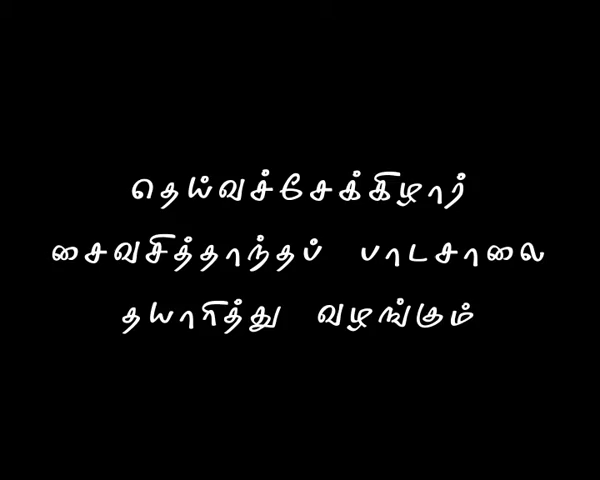 தெய்வச்சேக்கிழார்
சைவசித்தாந்தப் பாடசாலை
தயாரித்து வழங்கும்